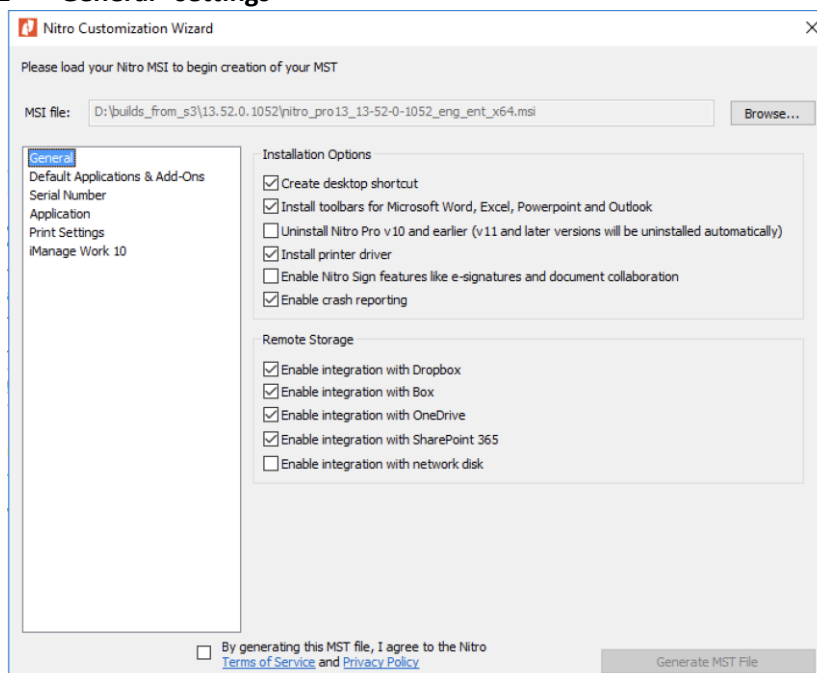 Nitro Customization Wizard
Please load your Nitro MSI to begin creation of your MST
MSI file: D:\builds_from_s3\13.52.0.1052\nitro_pro13_13-52-0-1052_eng_ent_x64.msi Browse...
General
Default Applications & Add-Ons
Serial Number
Application
Print Settings
iManage Work 10
Installation Options
Create desktop shortcut
Install toolbars for Microsoft Word, Excel, Powerpoint and Outlook
Uninstall Nitro Pro v10 and earlier (v11 and later versions will be uninstalled automatically)
Install printer driver
Enable Nitro Sign features like e-signatures and document collaboration
Enable crash reporting
Remote Storage
Enable integration with Dropbox
Enable integration with Box
Enable integration with OneDrive
Enable integration with SharePoint 365
Enable integration with network disk
By generating this MST file, I agree to the Nitro
Terms of Service and Privacy Policy
Generate MST File